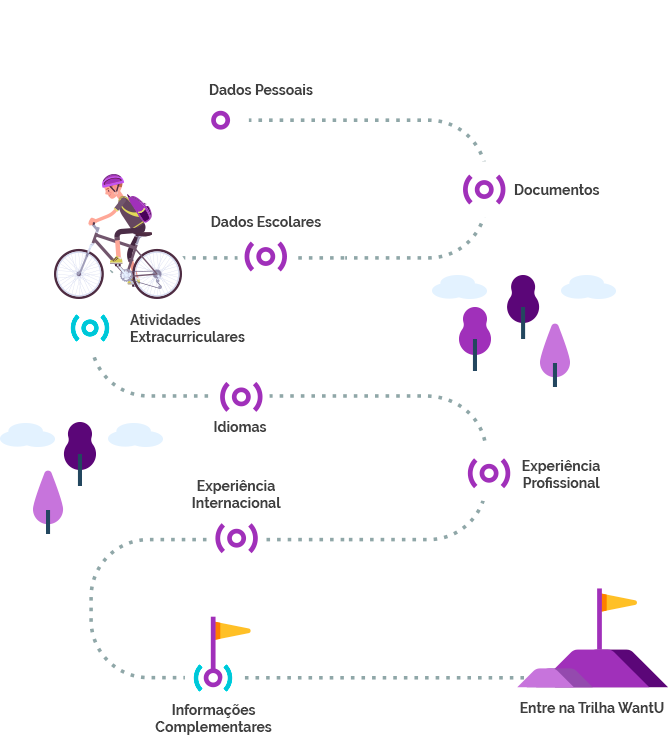 Dados Pessoais
Documentos
Dados Escolares
Atividades
Extracurriculares
Idiomas
Experiência
Profissional
Experiência
Internacional
Informações
Complementares
Entre na Trilha WantU